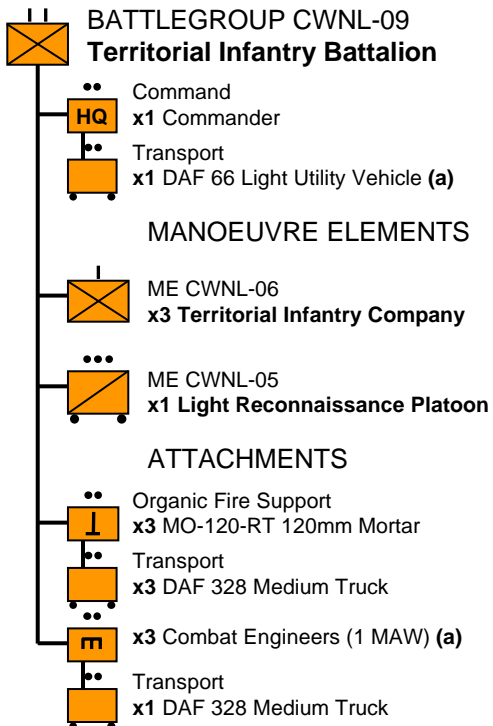 BATTLEGROUP CWNL-09
Territorial Infantry Battalion
Command
HQ
x1 Commander
Transport
x1 DAF 66 Light Utility Vehicle (a)
MANOEUVRE ELEMENTS
ME CWNL-06
x3 Territorial Infantry Company
ME CWNL-05
x1 Light Reconnaissance Platoon
ATTACHMENTS
Organic Fire Support
x3 MO-120-RT 120mm Mortar
Transport
x3 DAF 328 Medium Truck
x3 Combat Engineers (1 MAW) (a)
Transport
x1 DAF 328 Medium Truck